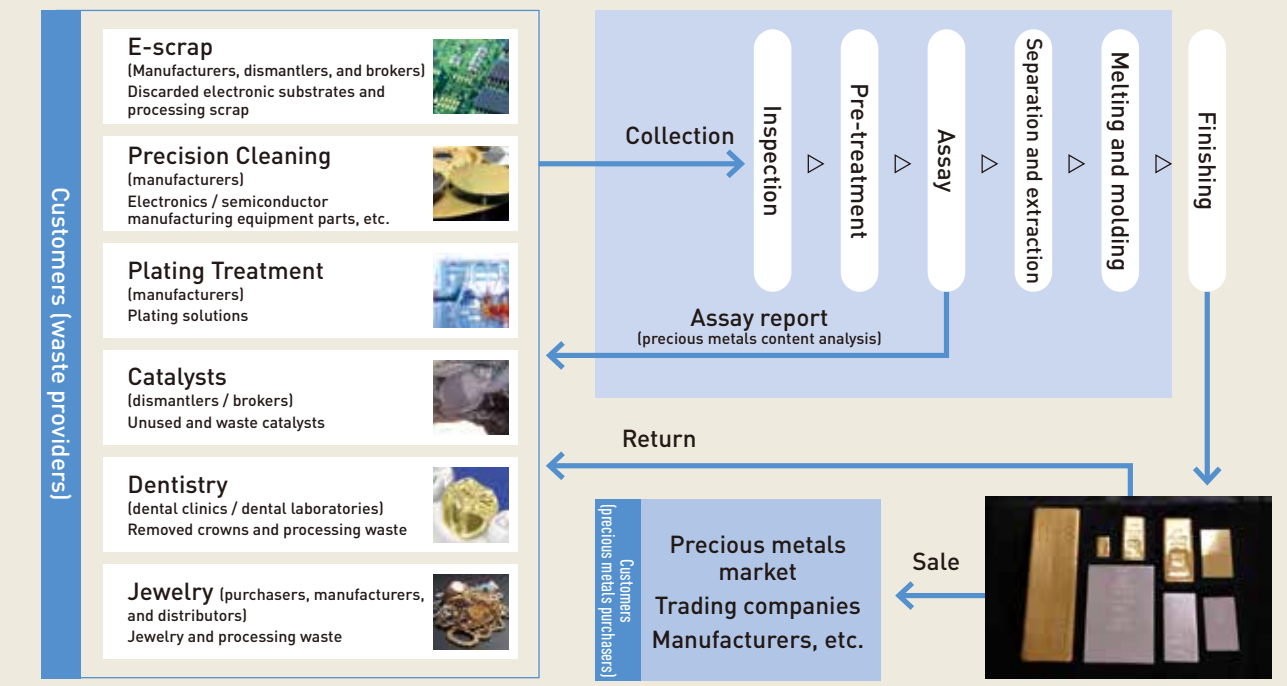 Customers (waste providers)
E-scrap
(Manufacturers, dismantlers, and brokers)
Discarded electronic substrates and
processing scrap
Precision Cleaning
(manufacturers)
Electronics / semiconductor
manufacturing equipment parts, etc.
Plating Treatment
(manufacturers)
Plating solutions
Catalysts
(dismantlers / brokers)
Unused and waste catalysts
Dentistry
(dental clinics / dental laboratories)
Removed crowns and processing waste
Jewelry (purchasers, manufacturers,
and distributors)
Jewelry and processing waste
Collection
Inspection
Pre-treatment
Assay
Separation and extraction
Melting and molding
Finishing
Assay report
(precious metals content analysis)
Return
Customers
(precious metals purchasers)
Precious metals
market
Trading companies
Manufacturers, etc.
Sale